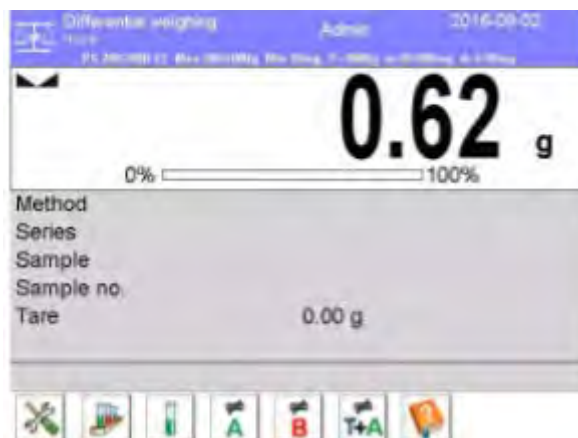 Differential weighing
Admin
2016-09-02
0.62 g
0% 100%
Method
Series
Sample
Sample no.
Tare 0.00 g
A B T+A ?